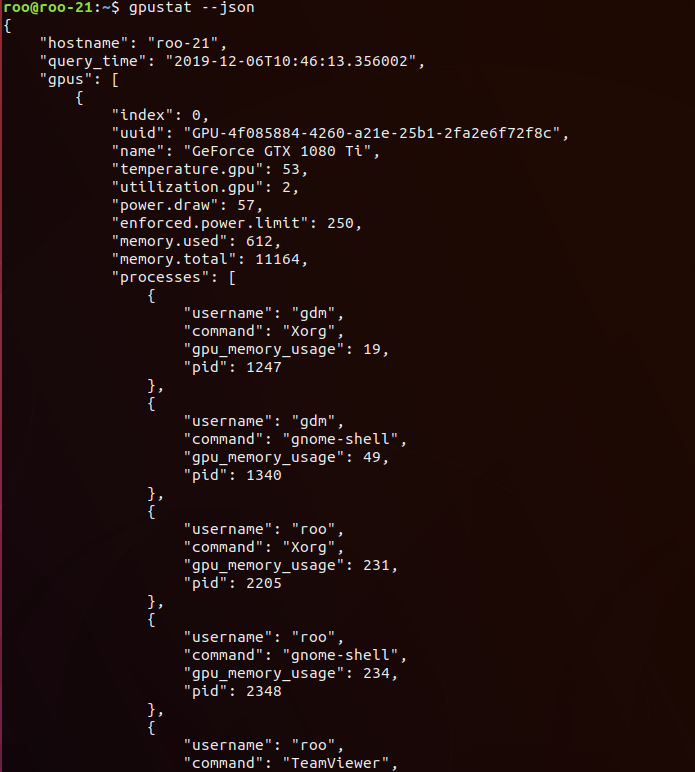 roo@roo-21:~$ gpustat --json
{
    "hostname": "roo-21",
    "query_time": "2019-12-06T10:46:13.356002",
    "gpus": [
        {
            "index": 0,
            "uuid": "GPU-4f085884-4260-a21e-25b1-2fa2e6f72f8c",
            "name": "GeForce GTX 1080 Ti",
            "temperature.gpu": 53,
            "utilization.gpu": 2,
            "power.draw": 57,
            "enforced.power.limit": 250,
            "memory.used": 612,
            "memory.total": 11164,
            "processes": [
                {
                    "username": "gdm",
                    "command": "Xorg",
                    "gpu_memory_usage": 19,
                    "pid": 1247
                },
                {
                    "username": "gdm",
                    "command": "gnome-shell",
                    "gpu_memory_usage": 49,
                    "pid": 1340
                },
                {
                    "username": "roo",
                    "command": "Xorg",
                    "gpu_memory_usage": 231,
                    "pid": 2205
                },
                {
                    "username": "roo",
                    "command": "gnome-shell",
                    "gpu_memory_usage": 234,
                    "pid": 2348
                },
                {
                    "username": "roo",
                    "command": "TeamViewer",